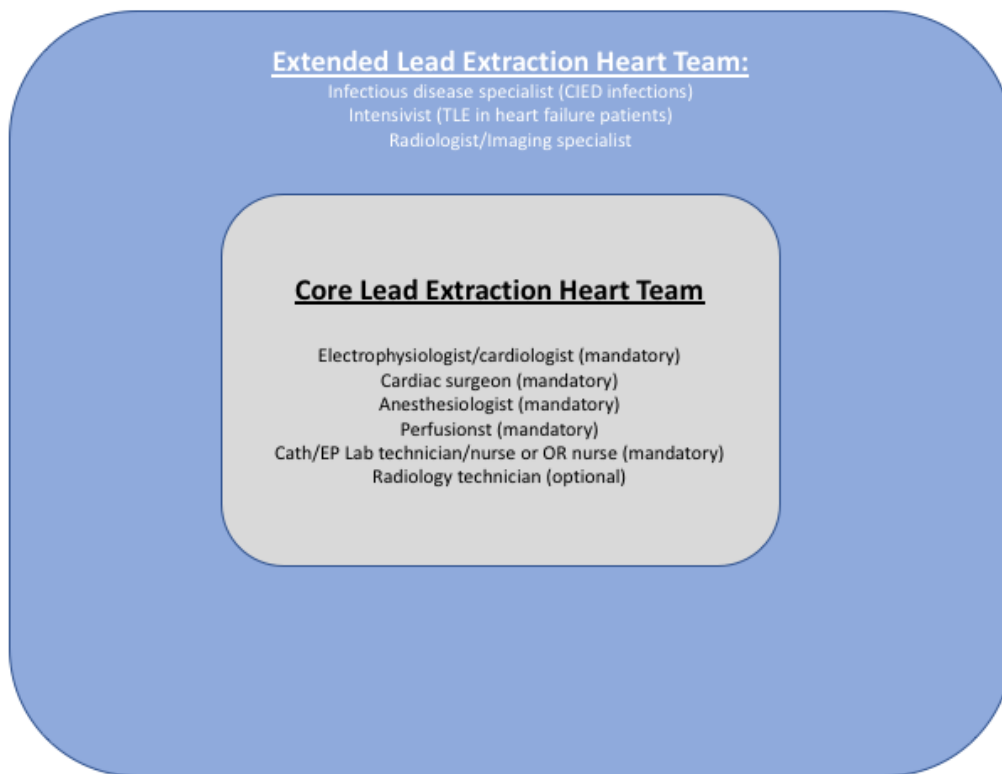 Extended Lead Extraction Heart Team:
Infectious disease specialist (CIED infections)
Intensivist (TLE in heart failure patients)
Radiologist/Imaging specialist
Core Lead Extraction Heart Team
Electrophysiologist/cardiologist (mandatory)
Cardiac surgeon (mandatory)
Anesthesiologist (mandatory)
Perfusionst (mandatory)
Cath/EP Lab technician/nurse or OR nurse (mandatory)
Radiology technician (optional)